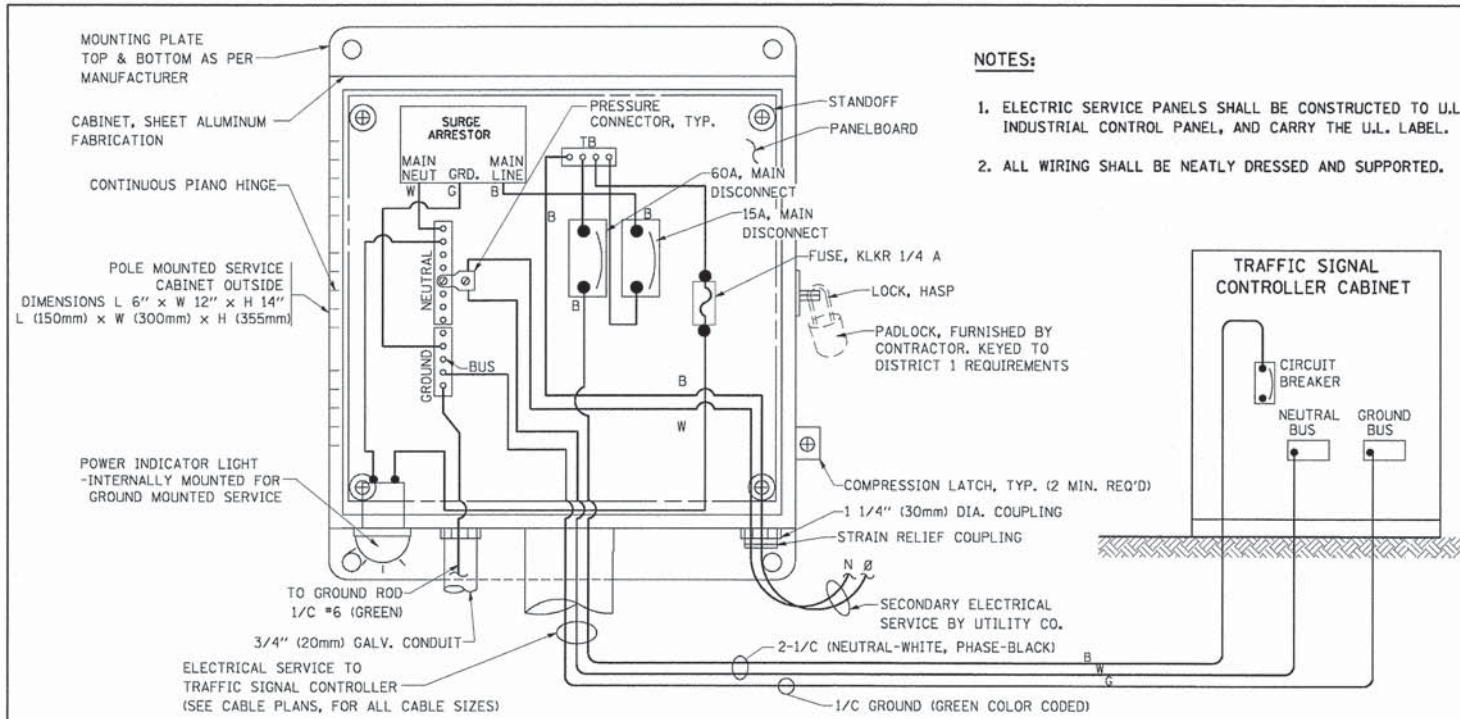 MOUNTING PLATE
TOP & BOTTOM AS PER
MANUFACTURER
CABINET, SHEET ALUMINUM
FABRICATION
CONTINUOUS PIANO HINGE
POLE MOUNTED SERVICE
CABINET OUTSIDE
DIMENSIONS L 6" x W 12" x H 14"
L (150mm) x W (300mm) x H (355mm)
POWER INDICATOR LIGHT
-INTERNALLY MOUNTED FOR
GROUND MOUNTED SERVICE
SURGE
ARRESTOR
MAIN
NEUT
GRD.
MAIN
LINE
W
G
B
PRESSURE
CONNECTOR, TYP.
TB
STANDOFF
PANELBOARD
60A, MAIN
DISCONNECT
15A, MAIN
DISCONNECT
B
B
B
FUSE, KLKR 1/4 A
NEUTRAL
GROUND
BUS
LOCK, HASP
PADLOCK, FURNISHED BY
CONTRACTOR. KEYED TO
DISTRICT 1 REQUIREMENTS
B
W
COMPRESSION LATCH, TYP. (2 MIN. REQ'D)
1 1/4" (30mm) DIA. COUPLING
STRAIN RELIEF COUPLING
N Ø
SECONDARY ELECTRICAL
SERVICE BY UTILITY CO.
TO GROUND ROD
1/C #6 (GREEN)
3/4" (20mm) GALV. CONDUIT
ELECTRICAL SERVICE TO
TRAFFIC SIGNAL CONTROLLER
(SEE CABLE PLANS, FOR ALL CABLE SIZES)
2-1/C (NEUTRAL-WHITE, PHASE-BLACK)
B
W
G
1/C GROUND (GREEN COLOR CODED)
NOTES:
1. ELECTRIC SERVICE PANELS SHALL BE CONSTRUCTED TO U.L
INDUSTRIAL CONTROL PANEL, AND CARRY THE U.L. LABEL.
2. ALL WIRING SHALL BE NEATLY DRESSED AND SUPPORTED.
TRAFFIC SIGNAL
CONTROLLER CABINET
CIRCUIT
BREAKER
NEUTRAL
BUS
GROUND
BUS